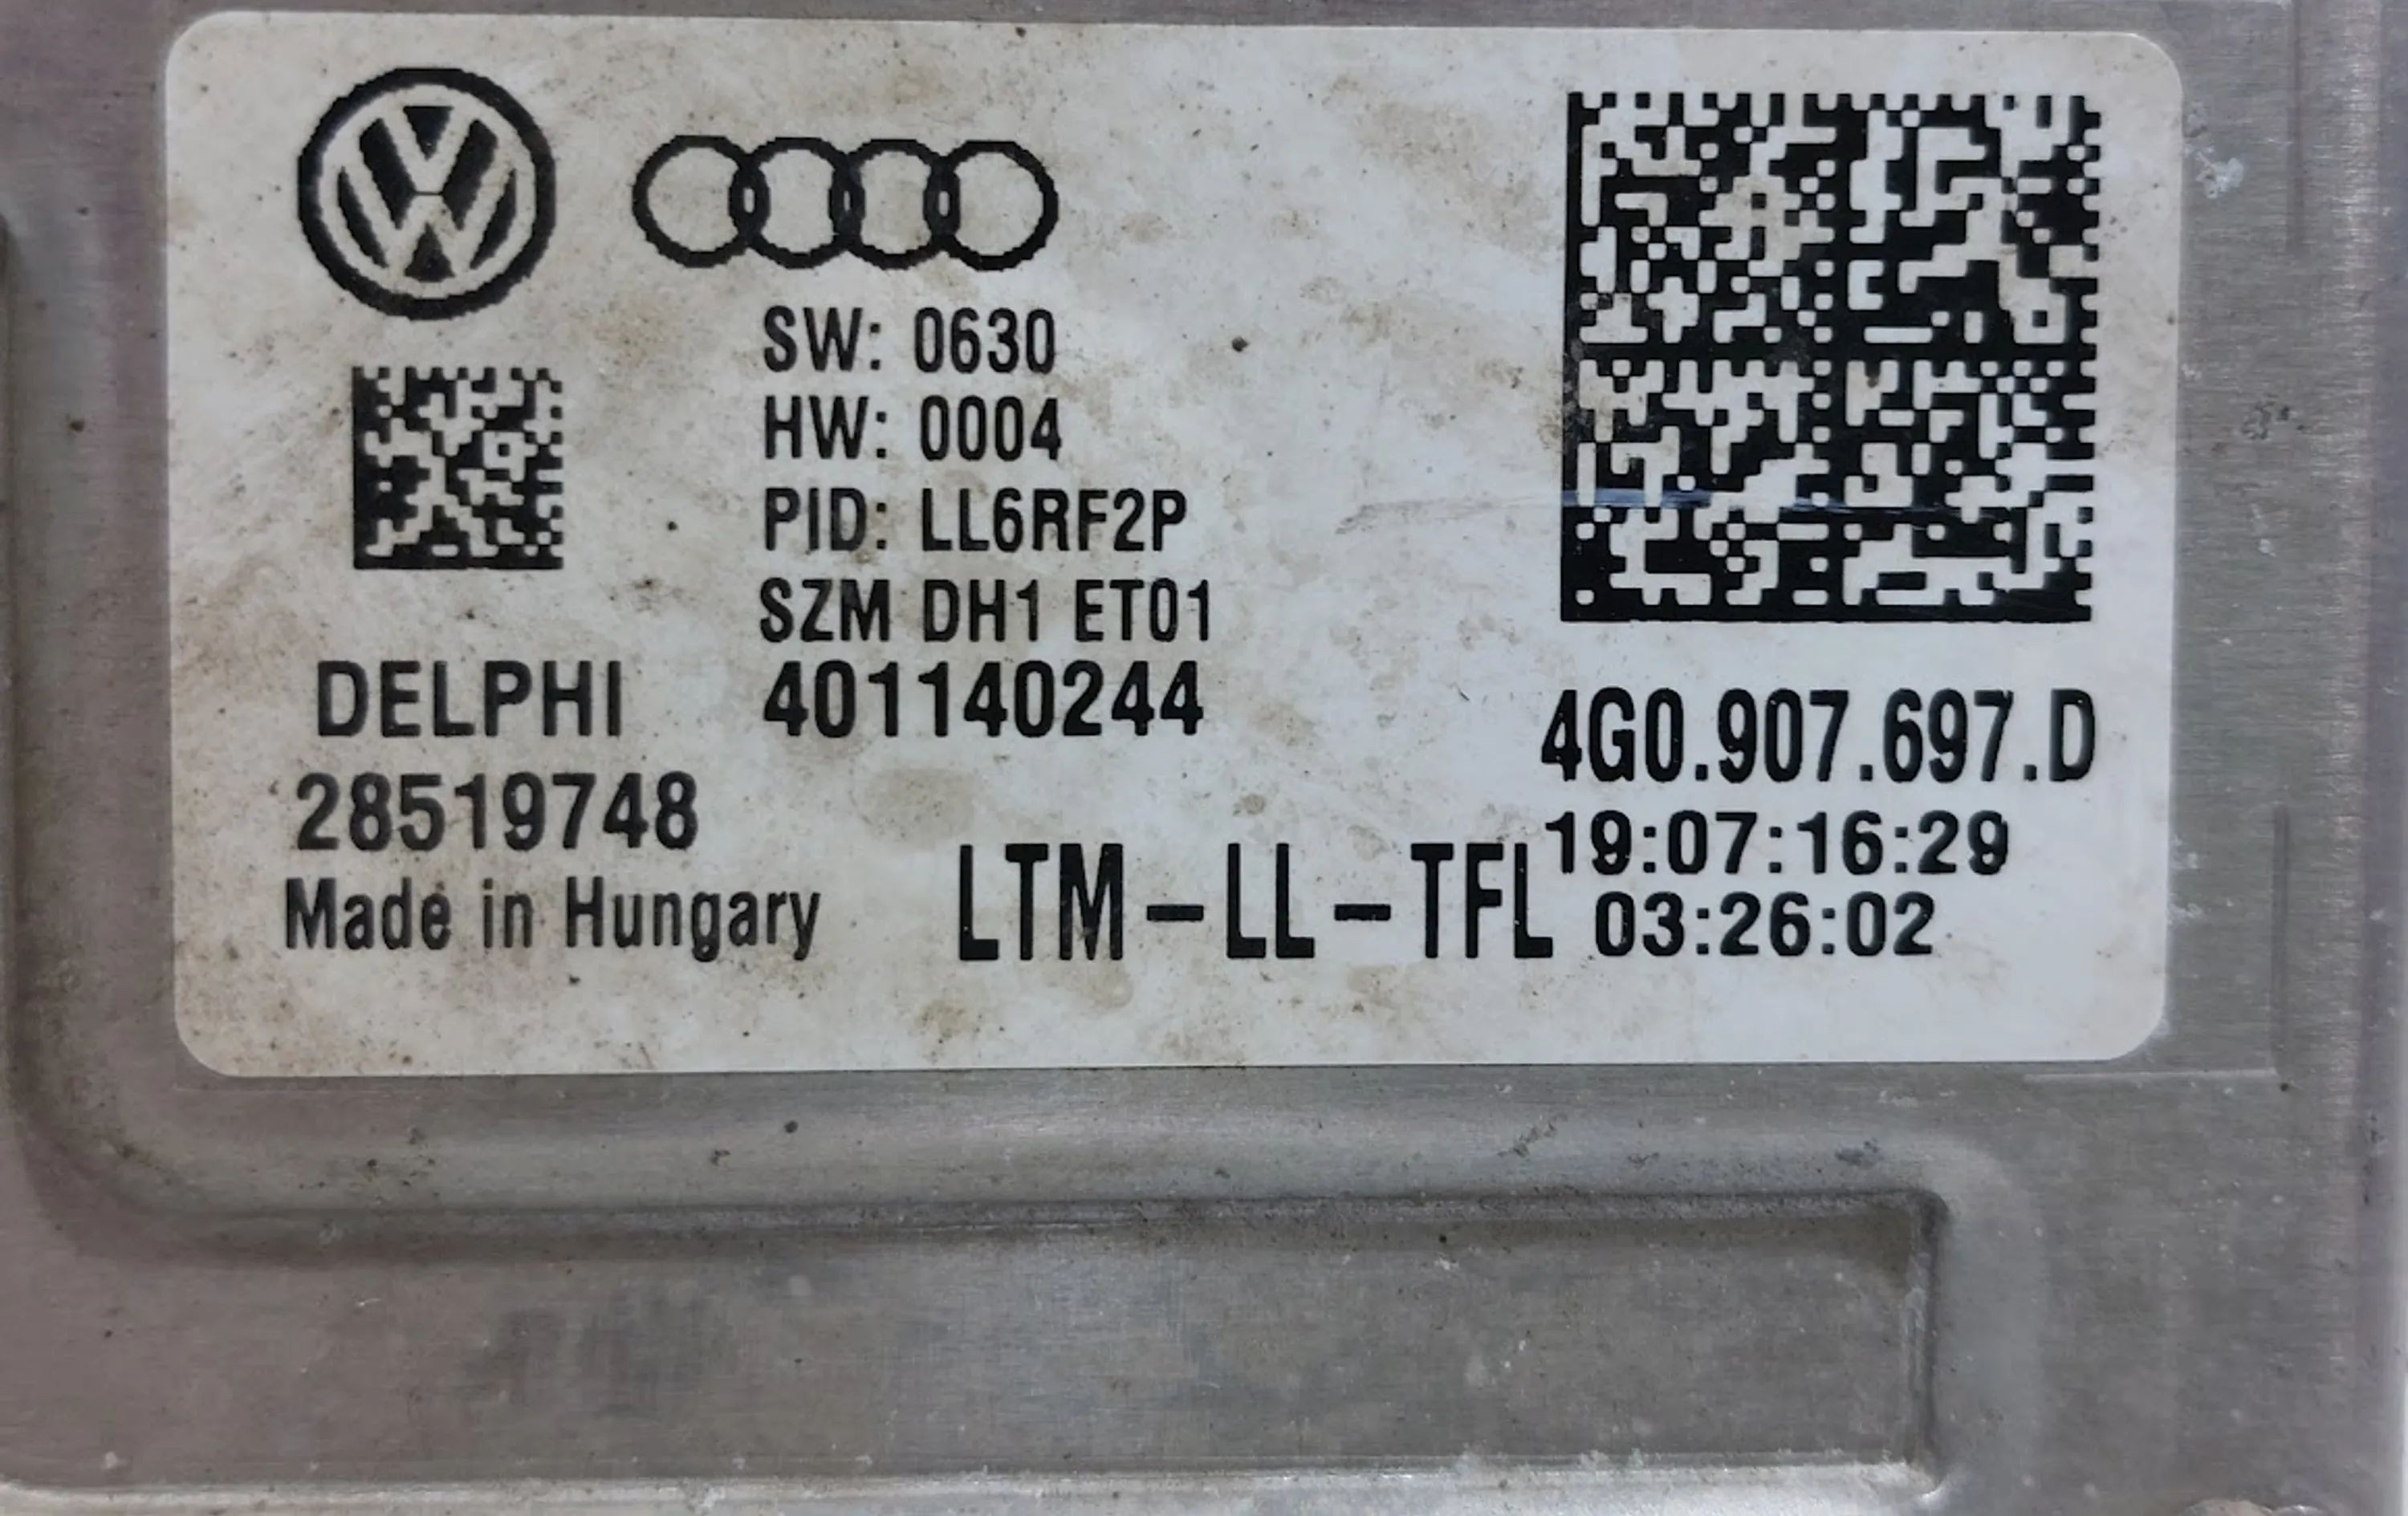 SW: 0630
HW: 0004
PID: LL6RF2P
SZM DH1 ET01
401140244
DELPHI
28519748
Made in Hungary
LTM-LL-TFL
4G0.907.697.D
19:07:16:29
03:26:02